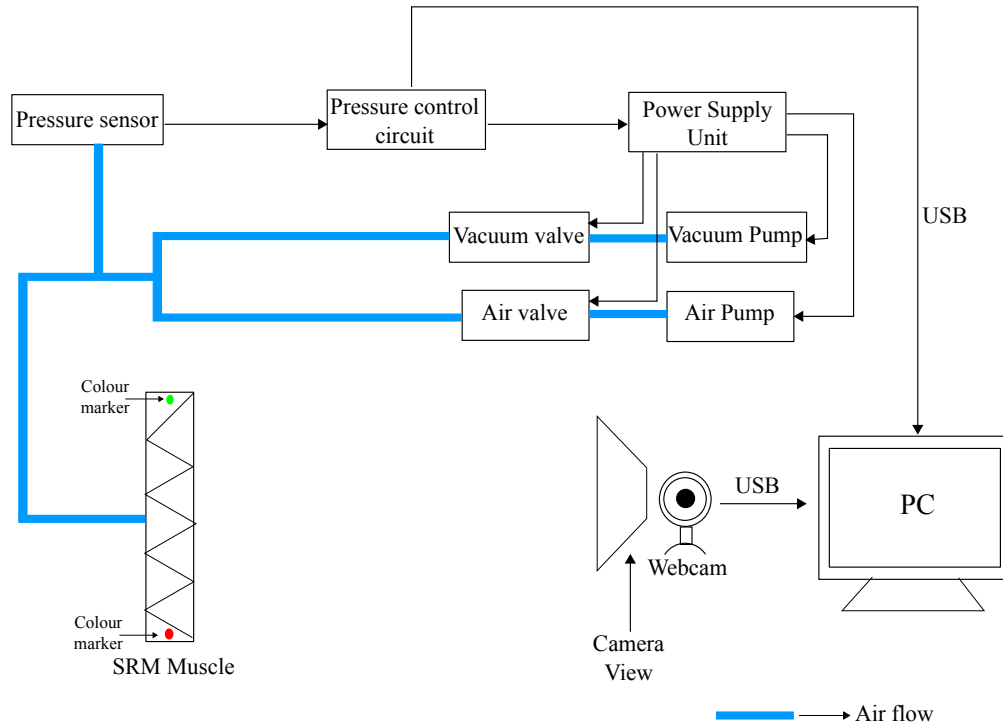 Pressure sensor
Pressure control
circuit
Power Supply
Unit
USB
Vacuum valve
Vacuum Pump
Air valve
Air Pump
Colour
marker
USB
PC
Webcam
Colour
marker
SRM Muscle
Camera
View
Air flow